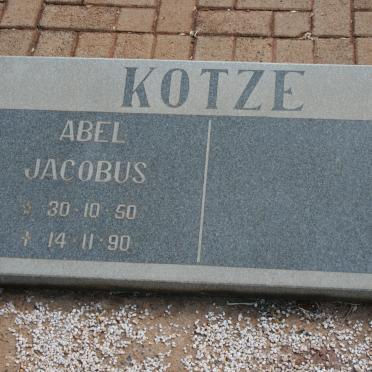 KOTZE
ABEL
JACOBUS
☆ 30·10·50
✝ 14·11·90